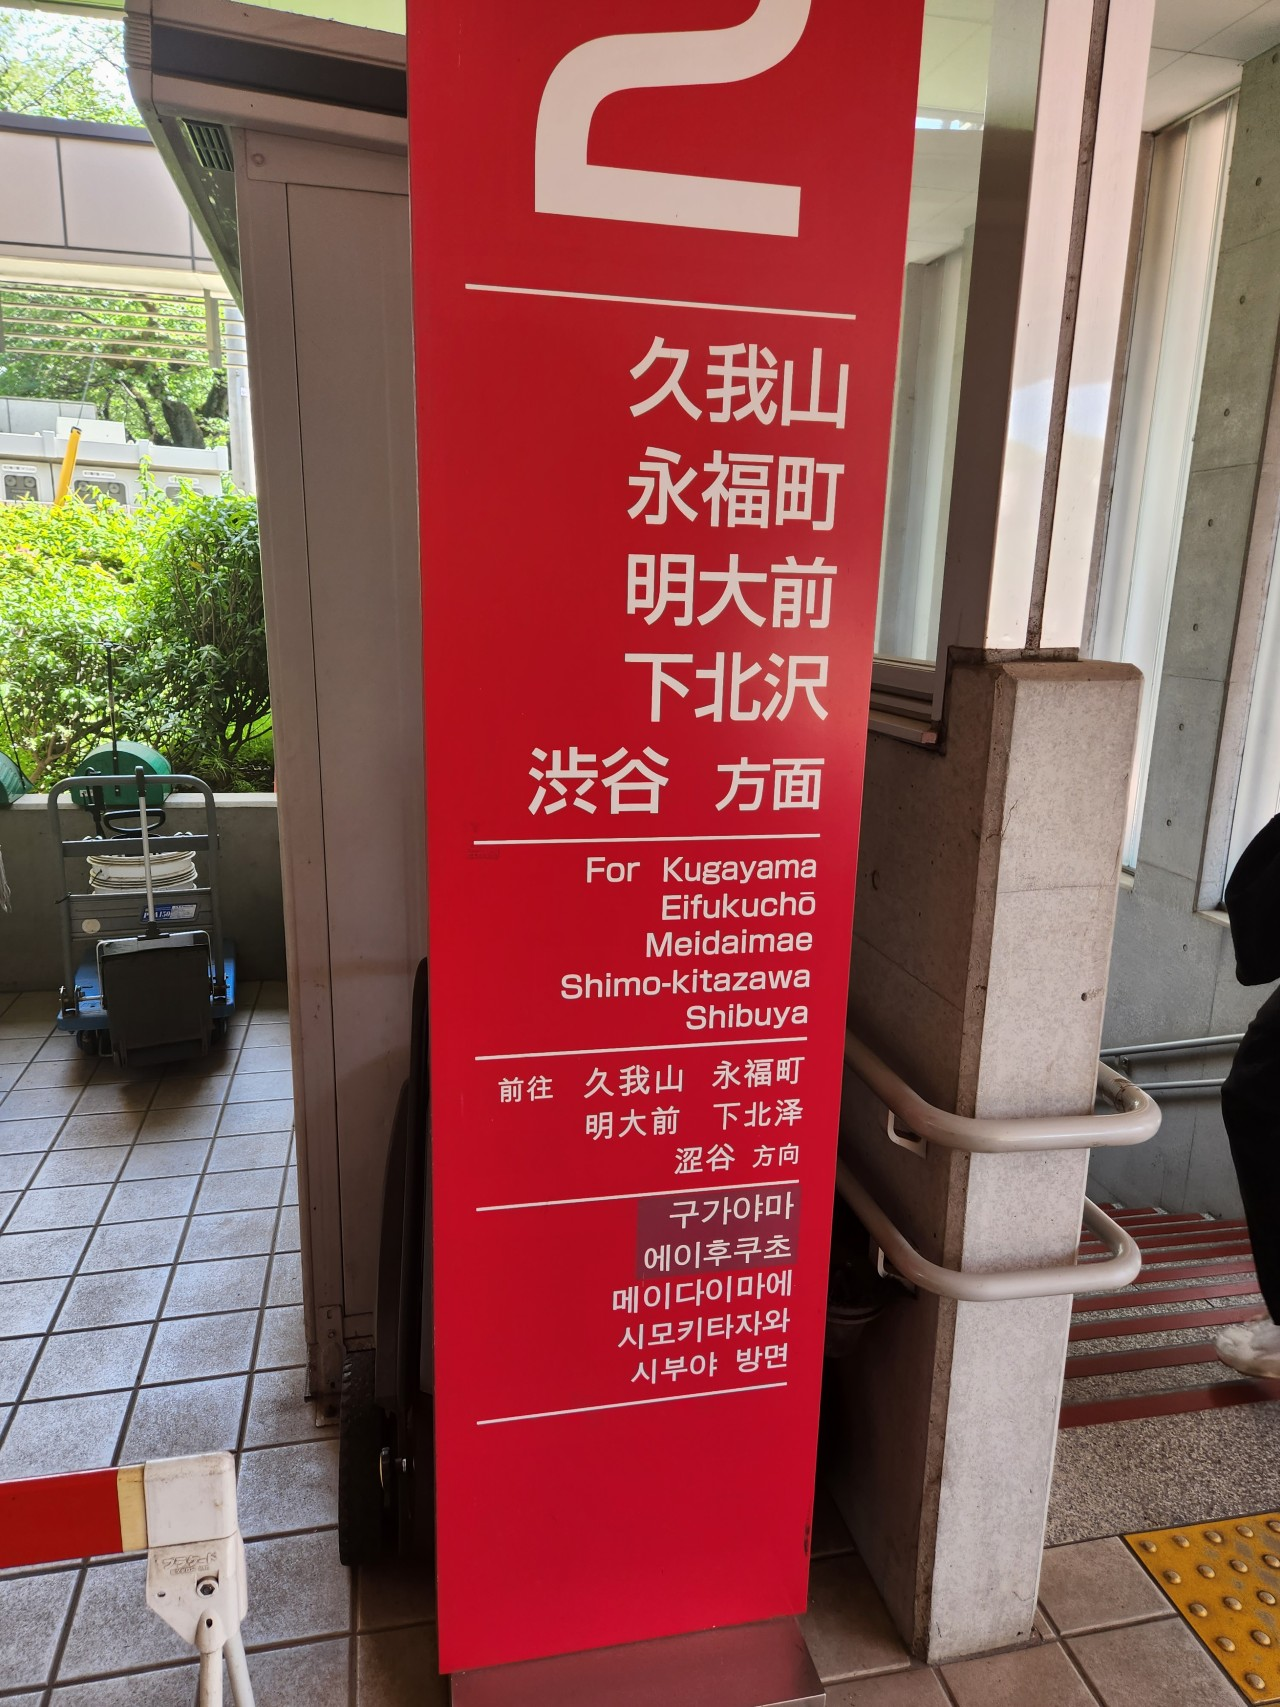 2
久我山
永福町
明大前
下北沢
渋谷 方面
For Kugayama
Eifukuchō
Meidaimae
Shimo-kitazawa
Shibuya
前往 久我山 永福町
明大前 下北泽
涩谷 方向
구가야마
에이후쿠초
메이다이마에
시모키타자와
시부야 방면